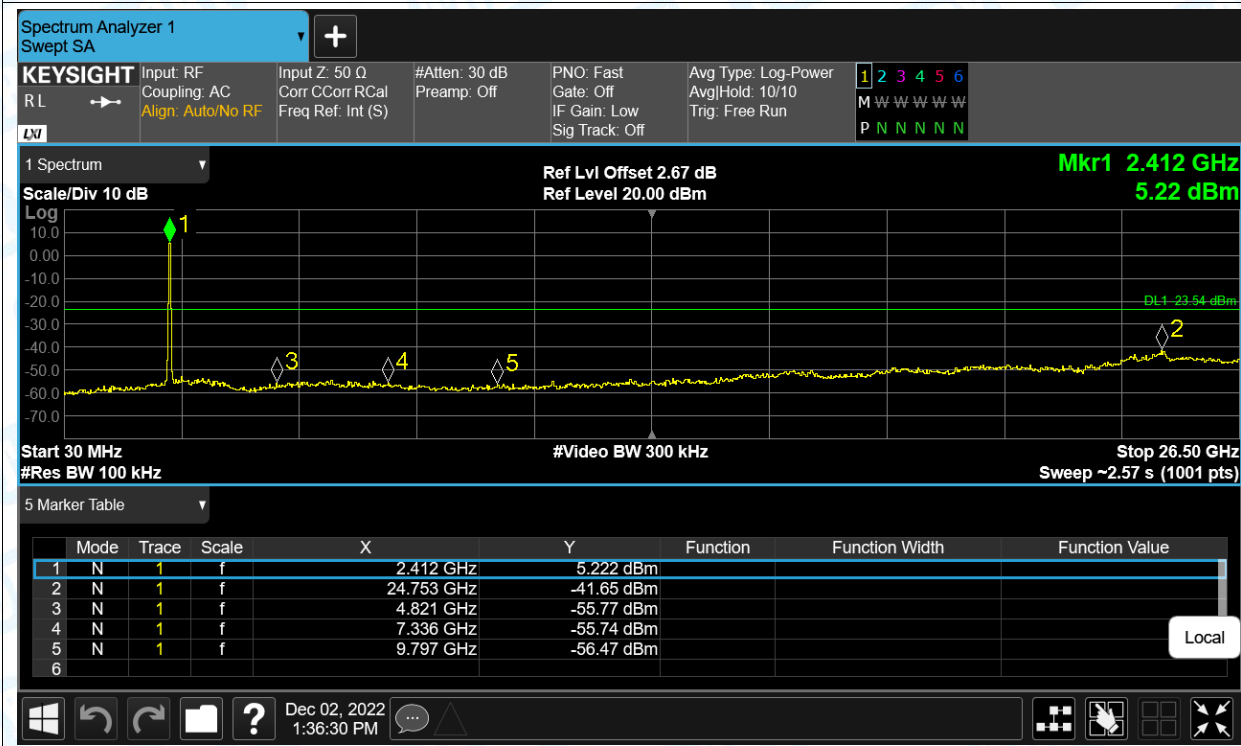 Spectrum Analyzer 1
Swept SA
KEYSIGHT
R L
LXI
Input: RF
Coupling: AC
Align: Auto/No RF
Input Z: 50 Ω
Corr CCorr RCal
Freq Ref: Int (S)
#Atten: 30 dB
Preamp: Off
PNO: Fast
Gate: Off
IF Gain: Low
Sig Track: Off
Avg Type: Log-Power
Avg|Hold: 10/10
Trig: Free Run
1 2 3 4 5 6
M W W W W W
P N N N N N
1 Spectrum
Scale/Div 10 dB
Ref Lvl Offset 2.67 dB
Ref Level 20.00 dBm
Mkr1 2.412 GHz
5.22 dBm
Log
10.0
0.00
-10.0
-20.0
-30.0
-40.0
-50.0
-60.0
-70.0
1
DL1 -23.54 dBm
2
3
4
5
Start 30 MHz
#Video BW 300 kHz
Stop 26.50 GHz
#Res BW 100 kHz
Sweep ~2.57 s (1001 pts)
5 Marker Table
Mode Trace Scale X Y Function Function Width Function Value
1 N 1 f 2.412 GHz 5.222 dBm
2 N 1 f 24.753 GHz -41.65 dBm
3 N 1 f 4.821 GHz -55.77 dBm
4 N 1 f 7.336 GHz -55.74 dBm
5 N 1 f 9.797 GHz -56.47 dBm
6
Local
?
Dec 02, 2022
1:36:30 PM